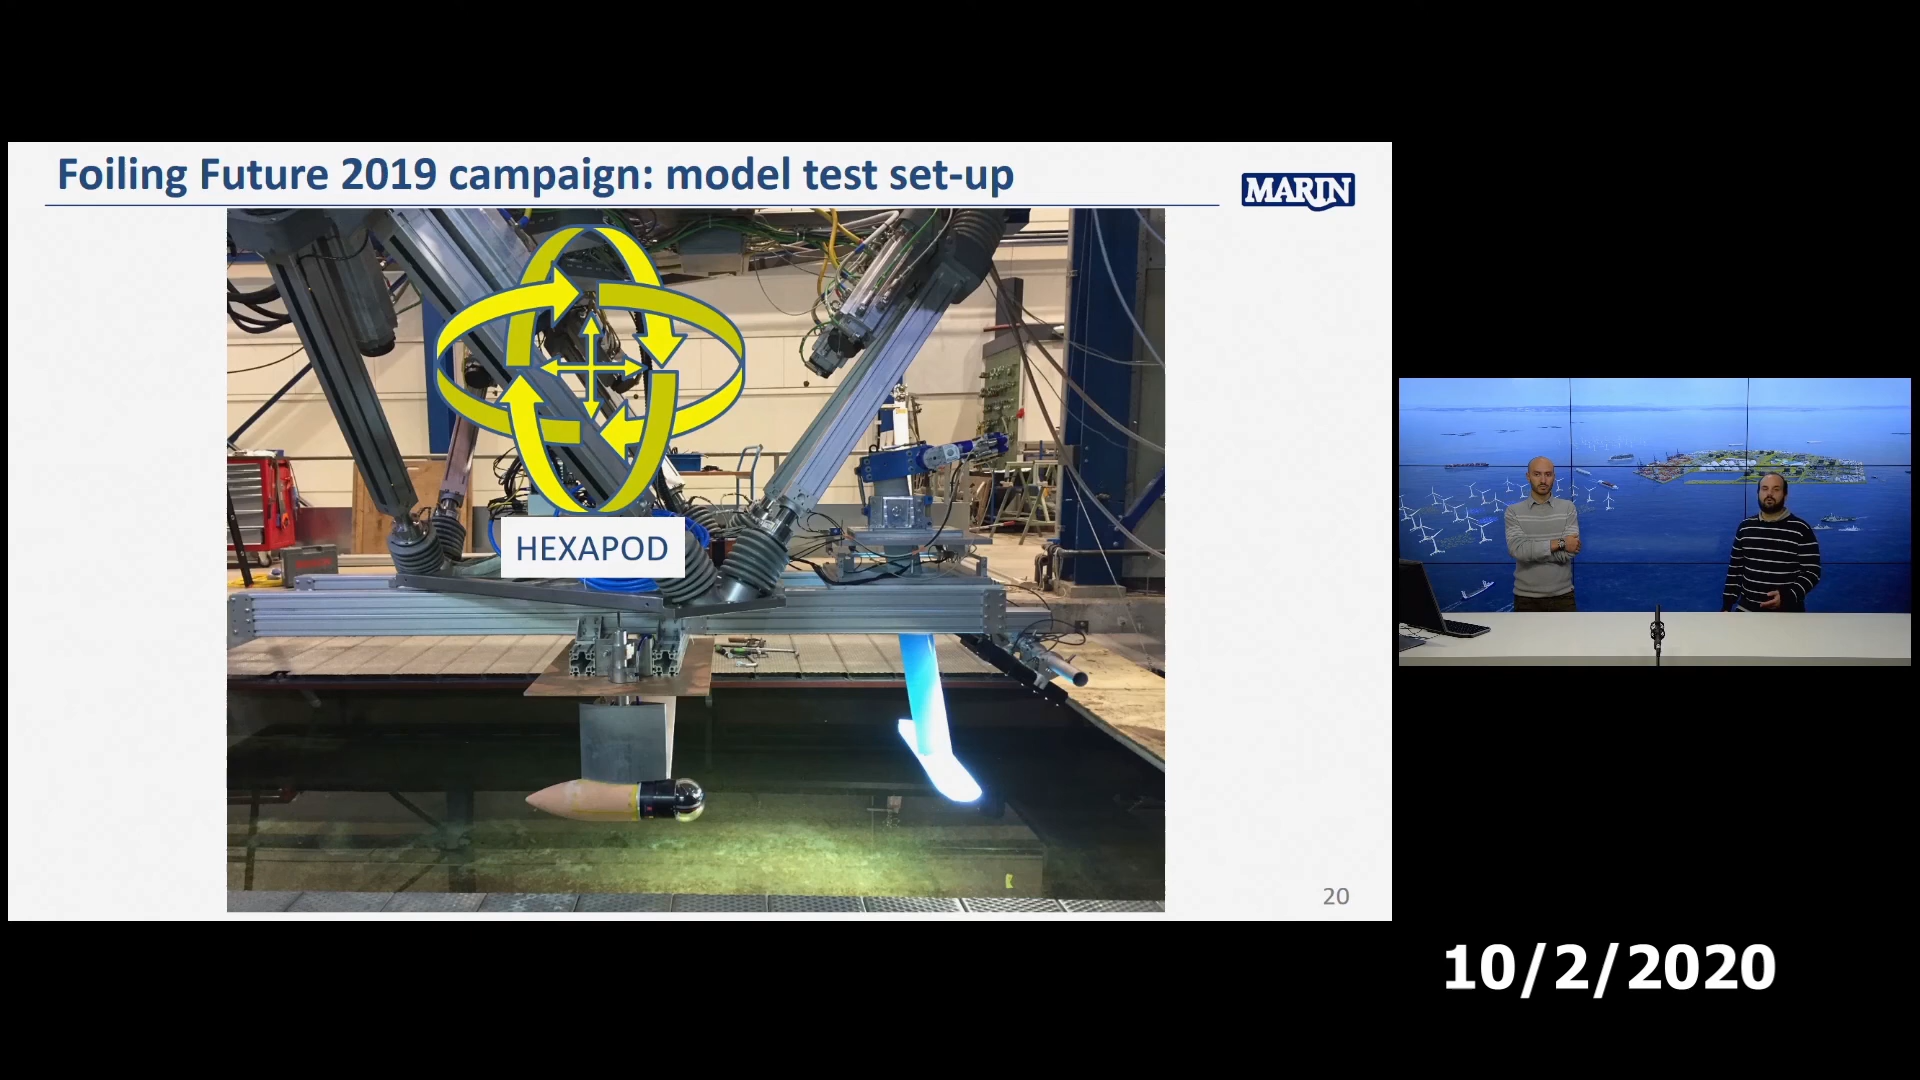 Foiling Future 2019 campaign: model test set-up
MARIN
HEXAPOD
20
10/2/2020